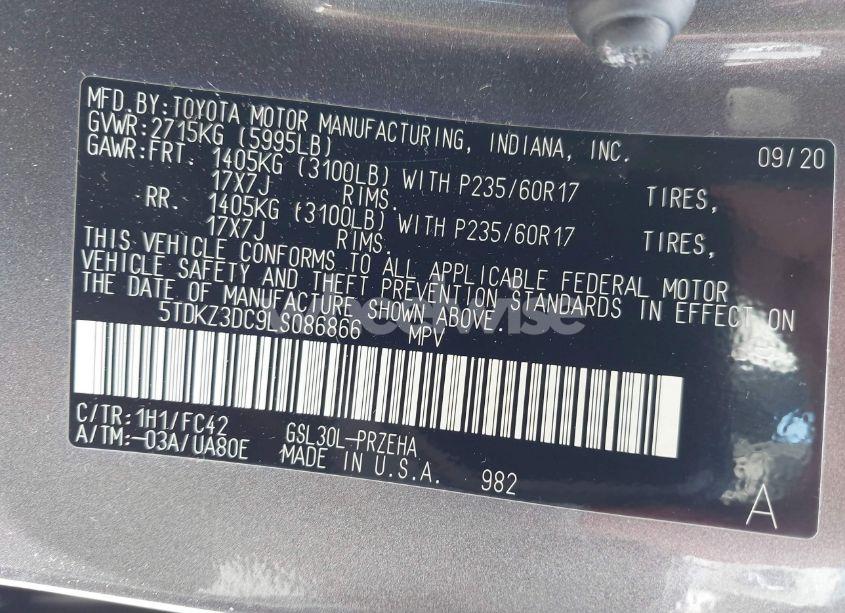 MFD.BY:TOYOTA MOTOR MANUFACTURING, INDIANA, INC. 09/20
GVWR:2715KG (5995LB)
GAWR:FRT. 1405KG (3100LB) WITH P235/60R17 TIRES,
17X7J RIMS.
RR. 1405KG (3100LB) WITH P235/60R17 TIRES,
17X7J RIMS.
THIS VEHICLE CONFORMS TO ALL APPLICABLE FEDERAL MOTOR
VEHICLE SAFETY AND THEFT PREVENTION STANDARDS IN EFFECT ON
THE DATE OF MANUFACTURE SHOWN ABOVE.
5TDKZ3DC9LS086866 MPV
C/TR:1H1/FC42 GSL30L-PRZEHA
A/TM:-03A/UA80E MADE IN U.S.A. 982
A